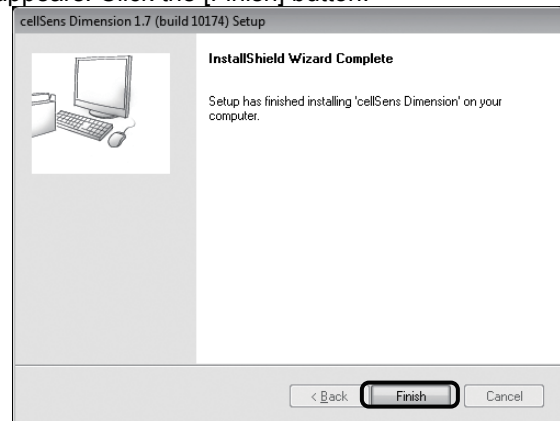 appears. Click the [Finish] button.
cellSens Dimension 1.7 (build 10174) Setup
InstallShield Wizard Complete
Setup has finished installing 'cellSens Dimension' on your
computer.
< Back
Finish
Cancel